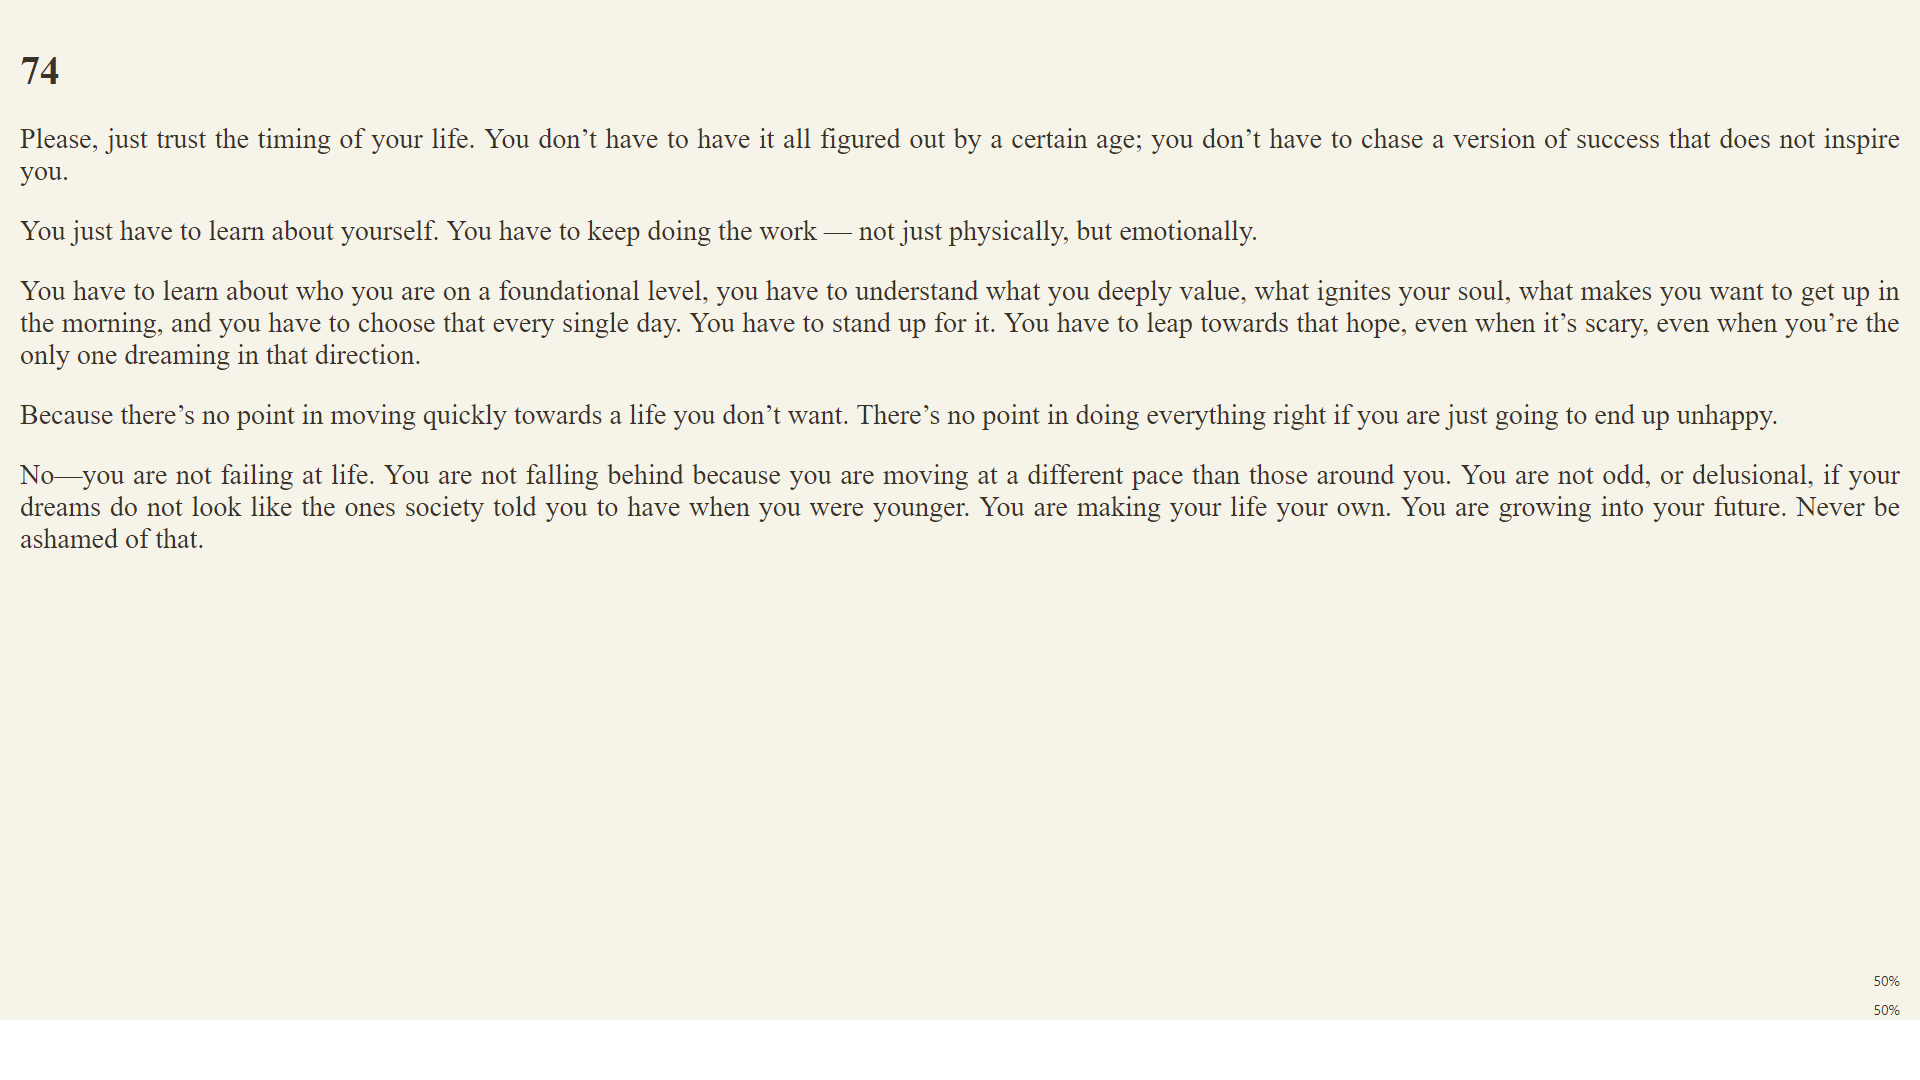 74
Please, just trust the timing of your life. You don’t have to have it all figured out by a certain age; you don’t have to chase a version of success that does not inspire
you.
You just have to learn about yourself. You have to keep doing the work — not just physically, but emotionally.
You have to learn about who you are on a foundational level, you have to understand what you deeply value, what ignites your soul, what makes you want to get up in
the morning, and you have to choose that every single day. You have to stand up for it. You have to leap towards that hope, even when it’s scary, even when you’re the
only one dreaming in that direction.
Because there’s no point in moving quickly towards a life you don’t want. There’s no point in doing everything right if you are just going to end up unhappy.
No—you are not failing at life. You are not falling behind because you are moving at a different pace than those around you. You are not odd, or delusional, if your
dreams do not look like the ones society told you to have when you were younger. You are making your life your own. You are growing into your future. Never be
ashamed of that.
50%
50%